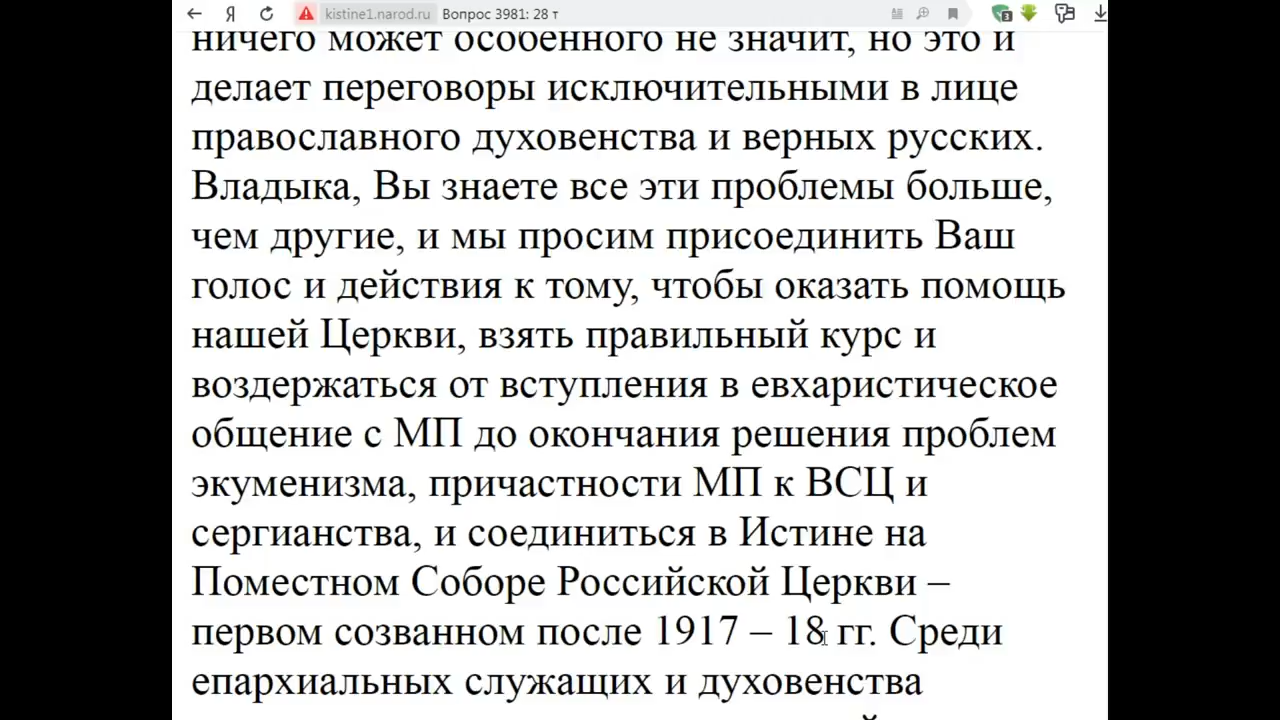 Я kistine1.narod.ru Вопрос 3981: 28 т 3
ничего может особенного не значит, но это и
делает переговоры исключительными в лице
православного духовенства и верных русских.
Владыка, Вы знаете все эти проблемы больше,
чем другие, и мы просим присоединить Ваш
голос и действия к тому, чтобы оказать помощь
нашей Церкви, взять правильный курс и
воздержаться от вступления в евхаристическое
общение с МП до окончания решения проблем
экуменизма, причастности МП к ВСЦ и
сергианства, и соединиться в Истине на
Поместном Соборе Российской Церкви –
первом созванном после 1917 – 18 гг. Среди
епархиальных служащих и духовенства